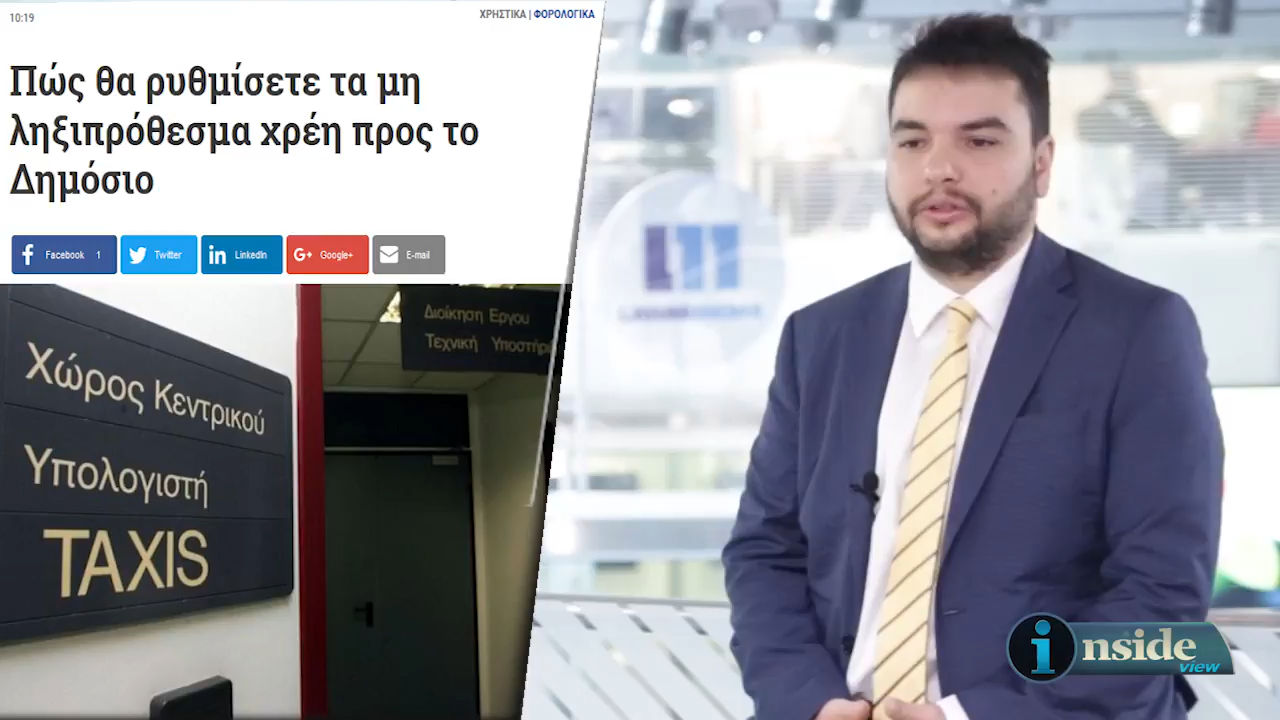 10:19
ΧΡΗΣΤΙΚΑ | ΦΟΡΟΛΟΓΙΚΑ
Πώς θα ρυθμίσετε τα μη
ληξιπρόθεσμα χρέη προς το
Δημόσιο
Facebook 1
Twitter
LinkedIn
Google+
E-mail
Διοίκηση Εργου
Τεχνική
Χώρος Κεντρικού
Υπολογιστή
TAXIS
inside
view